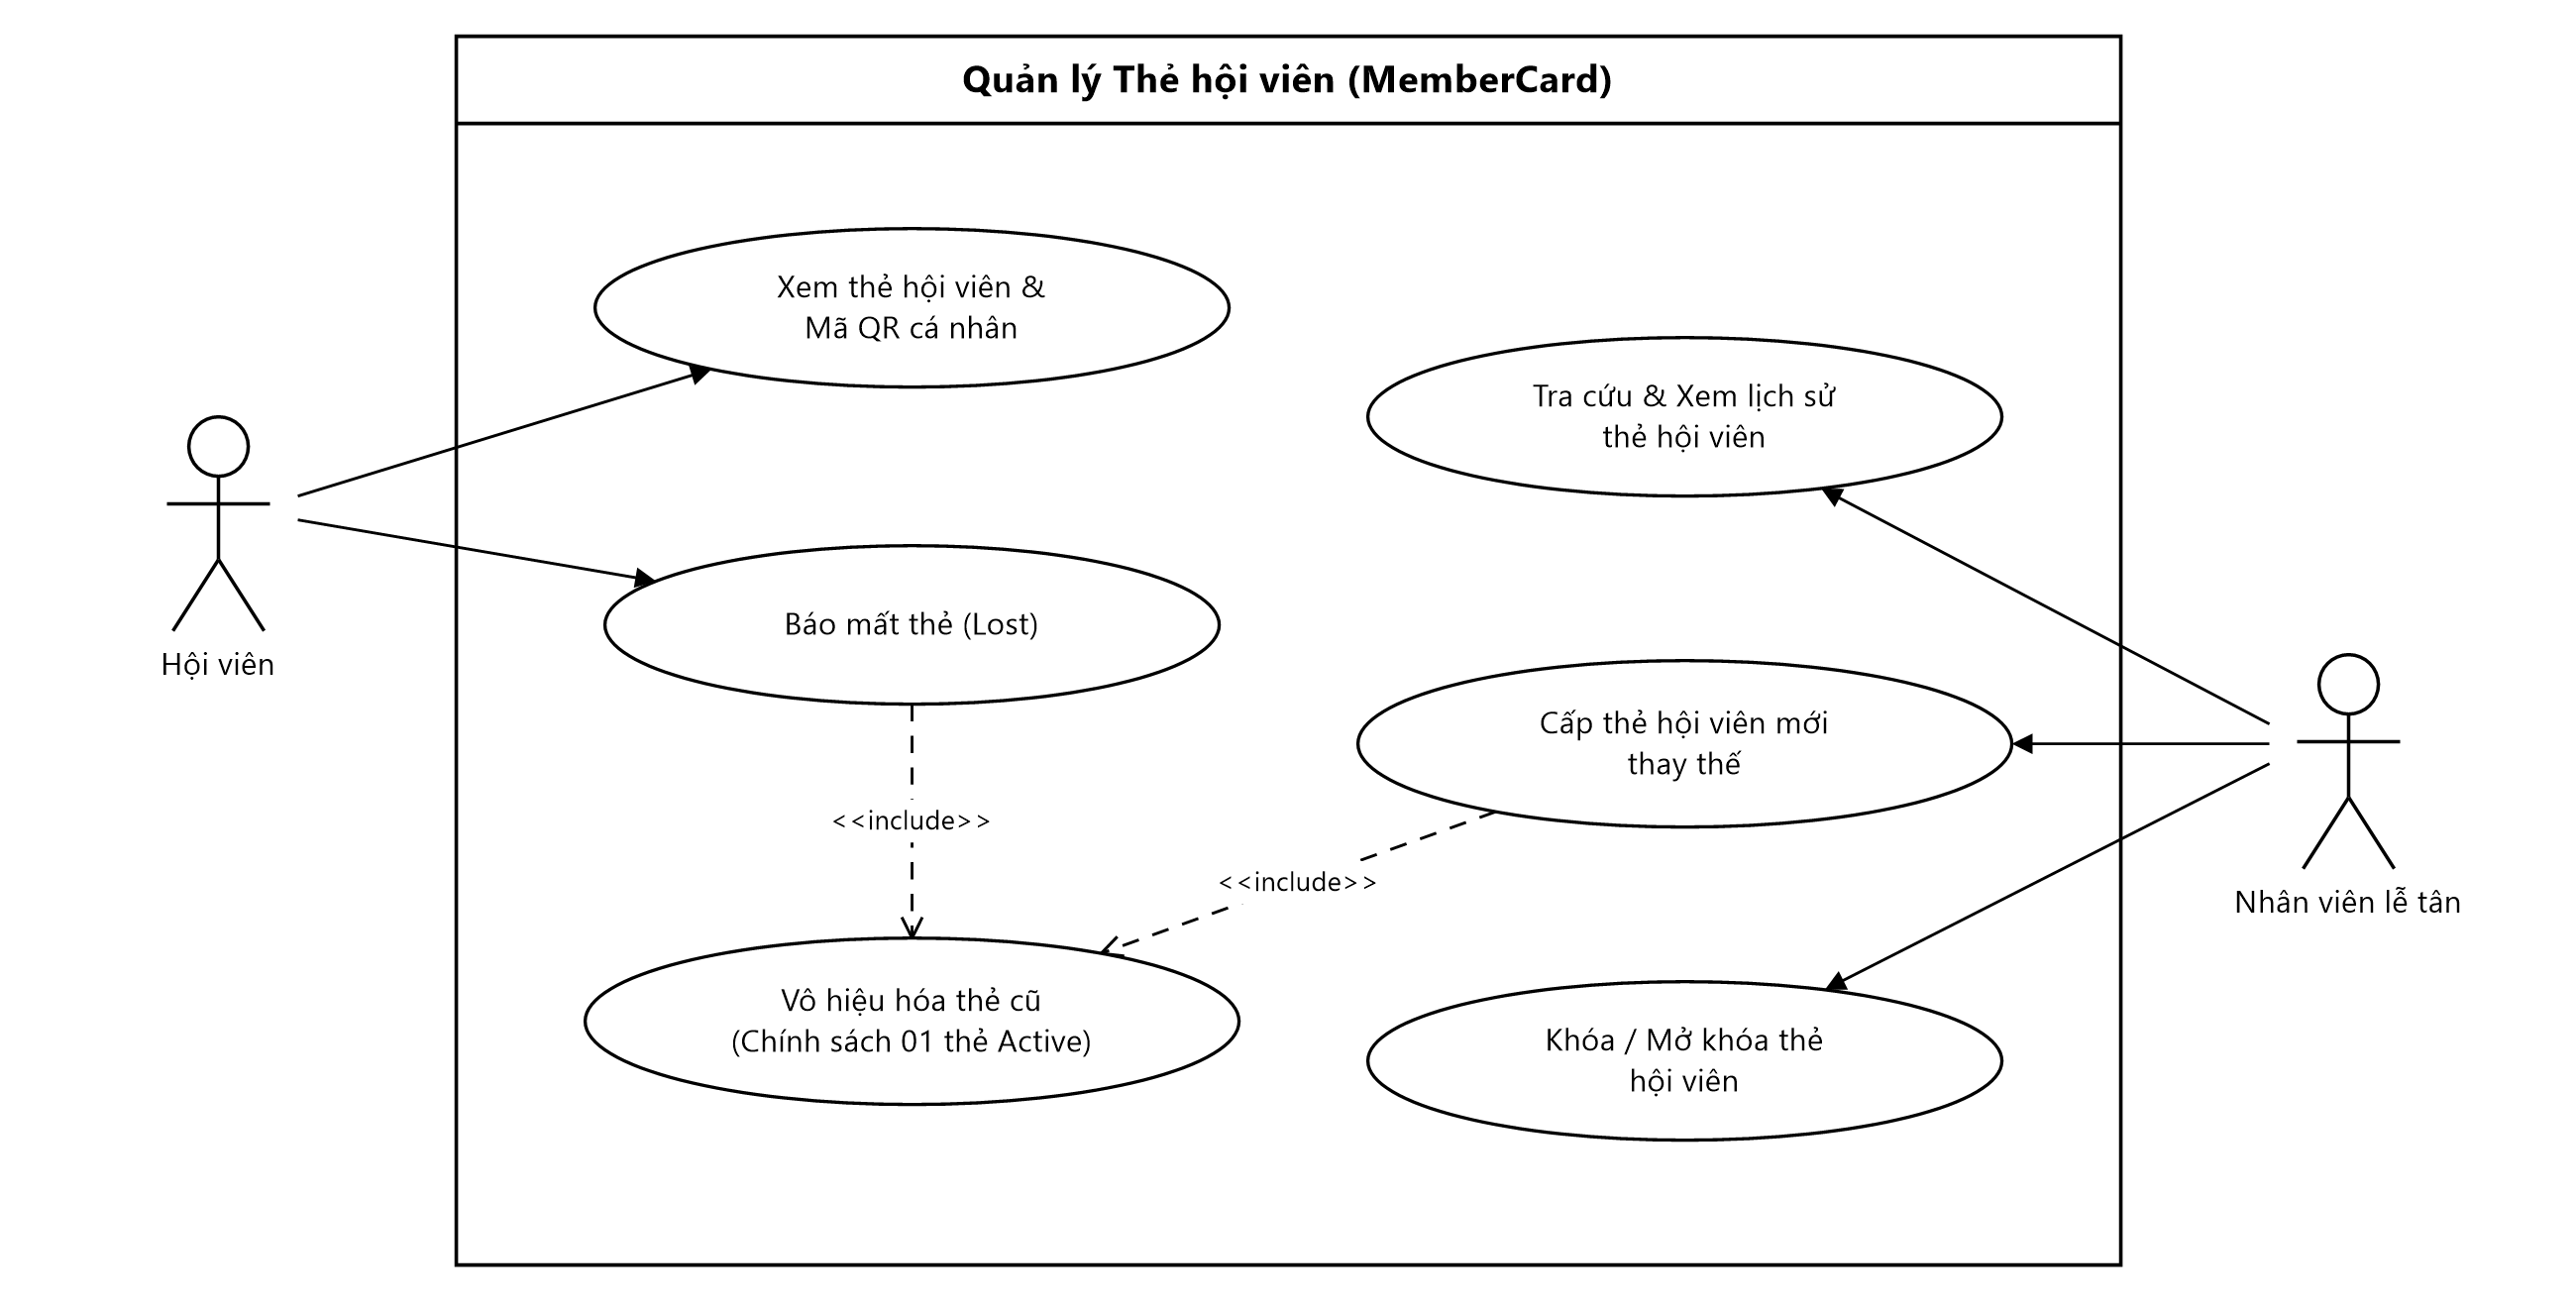 Quản lý Thẻ hội viên (MemberCard)
Xem thẻ hội viên &
Mã QR cá nhân
Tra cứu & Xem lịch sử
thẻ hội viên
Báo mất thẻ (Lost)
Hội viên
Cấp thẻ hội viên mới
thay thế
<<include>>
<<include>>
Nhân viên lễ tân
Vô hiệu hóa thẻ cũ
(Chính sách 01 thẻ Active)
Khóa / Mở khóa thẻ
hội viên